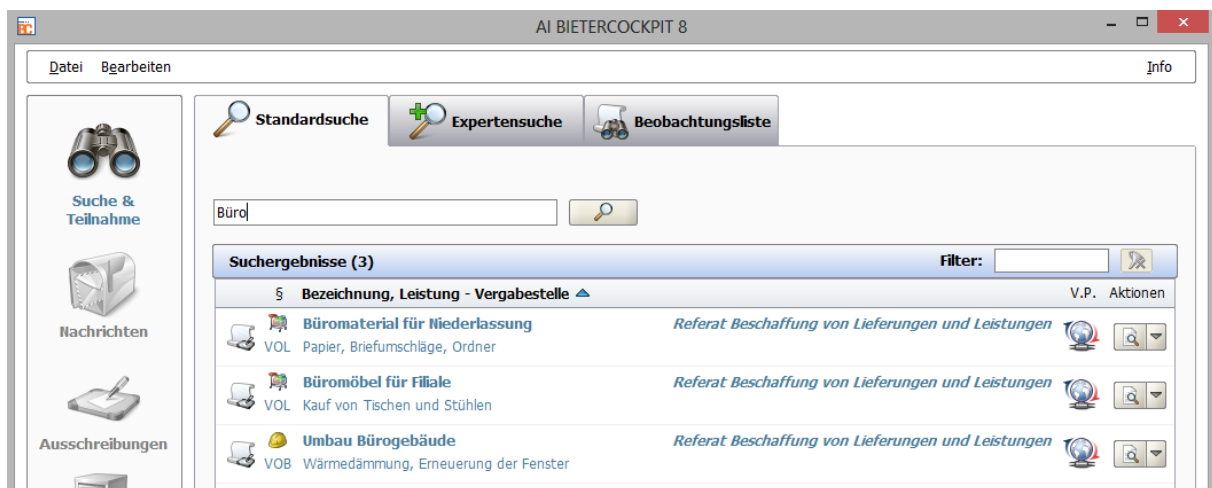 AI BIETERCOCKPIT 8
Datei Bearbeiten Info
Standardsuche Expertensuche Beobachtungsliste
Suche &
Teilnahme
Büro
Suchergebnisse (3) Filter:
§ Bezeichnung, Leistung - Vergabestelle V.P. Aktionen
Büromaterial für Niederlassung Referat Beschaffung von Lieferungen und Leistungen
VOL Papier, Briefumschläge, Ordner
Nachrichten
Büromöbel für Filiale Referat Beschaffung von Lieferungen und Leistungen
VOL Kauf von Tischen und Stühlen
Umbau Bürogebäude Referat Beschaffung von Lieferungen und Leistungen
VOB Wärmedämmung, Erneuerung der Fenster
Ausschreibungen